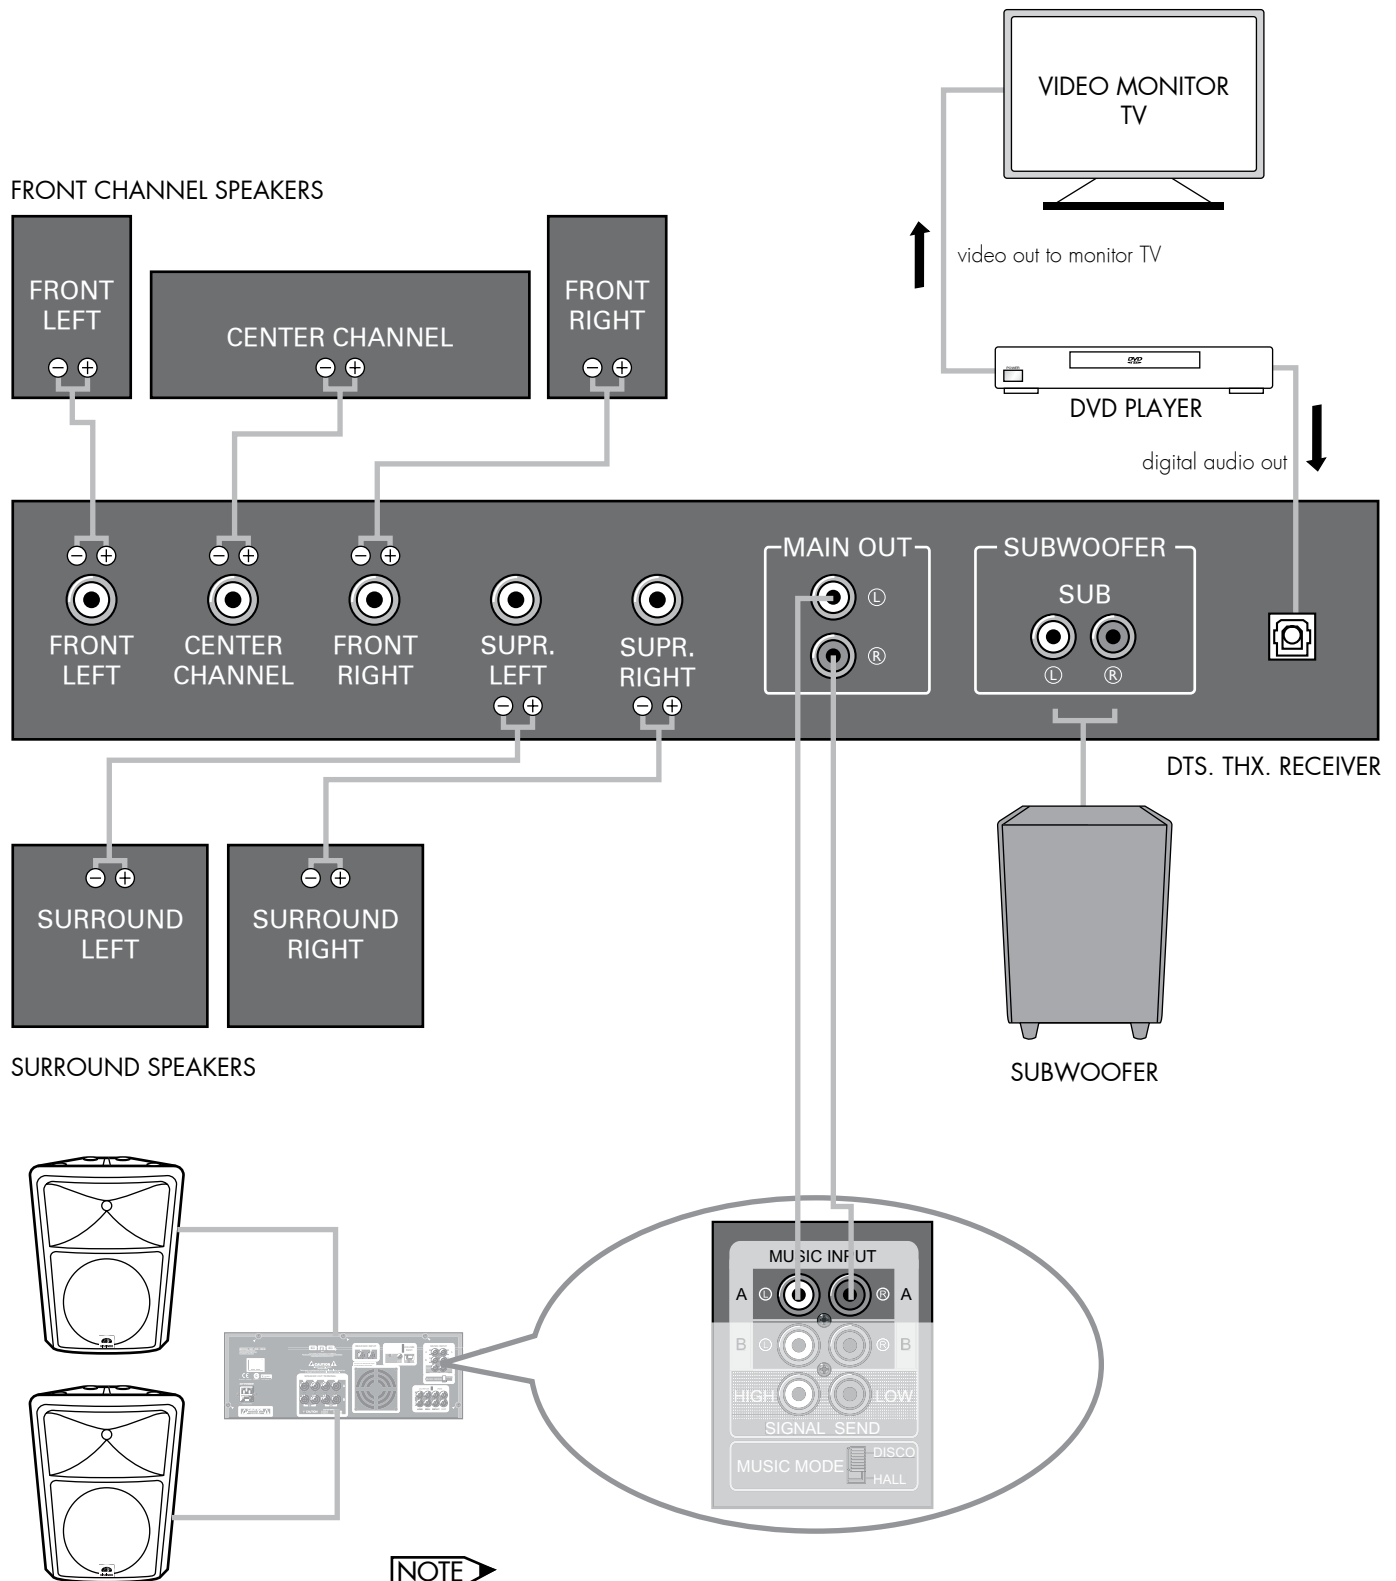 VIDEO MONITOR
TV
FRONT CHANNEL SPEAKERS
FRONT
LEFT
CENTER CHANNEL
FRONT
RIGHT
video out to monitor TV
POWER
DVD
DVD PLAYER
digital audio out
FRONT
LEFT
CENTER
CHANNEL
FRONT
RIGHT
SUPR.
LEFT
SUPR.
RIGHT
MAIN OUT
L
R
SUBWOOFER
SUB
L
R
DTS. THX. RECEIVER
SURROUND
LEFT
SURROUND
RIGHT
SURROUND SPEAKERS
SUBWOOFER
MUSIC INPUT
A L R A
B L R B
HIGH LOW
SIGNAL SEND
MUSIC MODE
DISCO
HALL
NOTE